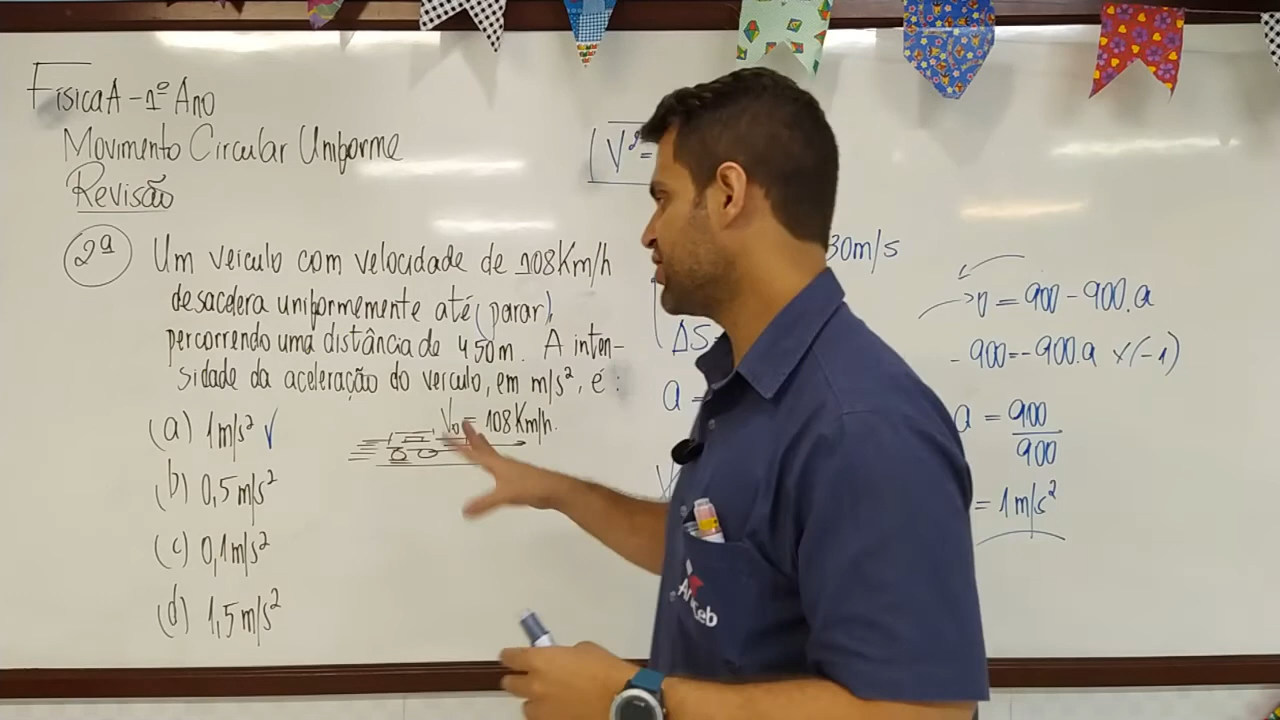 Física A - 1º Ano
Movimento Circular Uniforme
Revisão
2ª Um veículo com velocidade de 108Km/h
desacelera uniformemente até (parar),
percorrendo uma distância de 450m. A inten-
sidade da aceleração do veículo, em m/s², é:
(a) 1m/s² ✓
(b) 0,5m/s²
(c) 0,1m/s²
(d) 1,5m/s²
V₀ = 108Km/h.
V² =
30m/s
ΔS =
a =
0 = 900 - 900.a
- 900 = - 900.a ×(-1)
a = 900
900
= 1m/s²